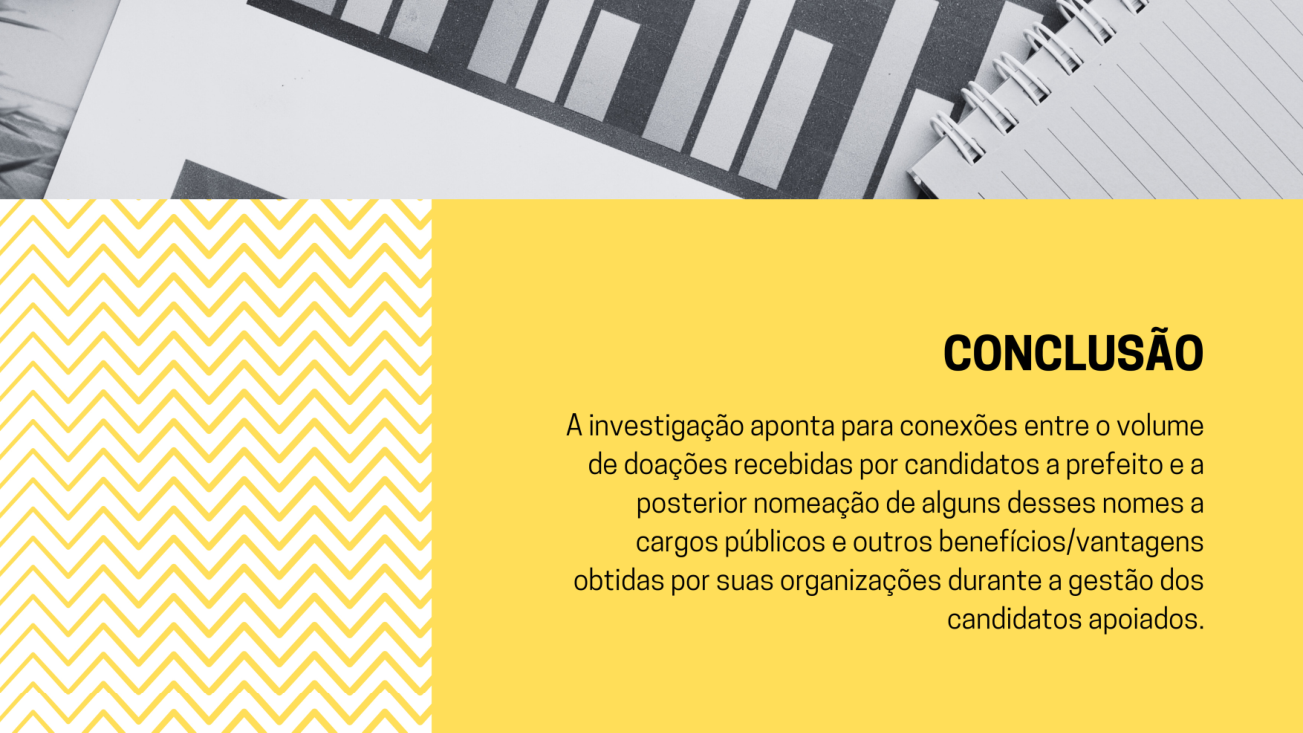 CONCLUSÃO
A investigação aponta para conexões entre o volume
de doações recebidas por candidatos a prefeito e a
posterior nomeação de alguns desses nomes a
cargos públicos e outros benefícios/vantagens
obtidas por suas organizações durante a gestão dos
candidatos apoiados.